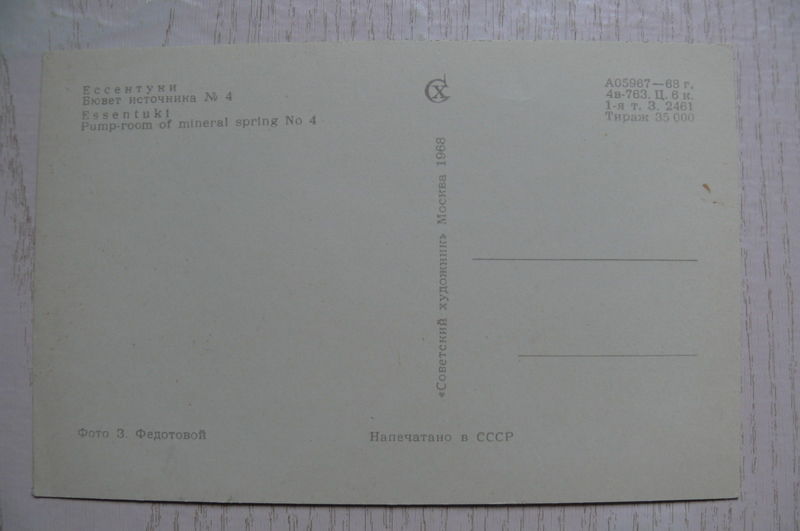 Ессентуки
Бювет источника № 4
Essentuki
Pump-room of mineral spring No 4
СХ
А05967—68 г.
4в-763. Ц. 6 к.
1-я т. З. 2461
Тираж 35 000
«Советский художник» Москва 1968
Фото З. Федотовой
Напечатано в СССР